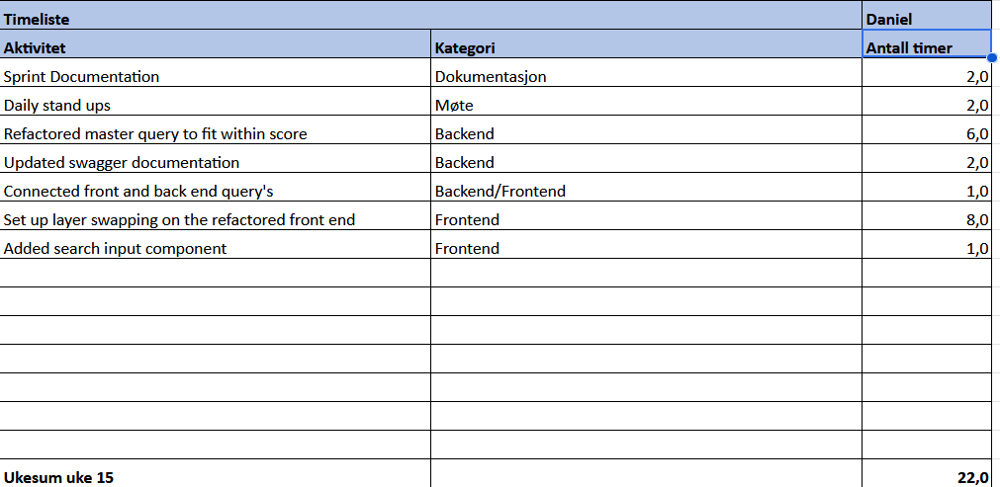 Timeliste Daniel
Aktivitet Kategori Antall timer
Sprint Documentation Dokumentasjon 2,0
Daily stand ups Møte 2,0
Refactored master query to fit within score Backend 6,0
Updated swagger documentation Backend 2,0
Connected front and back end query's Backend/Frontend 1,0
Set up layer swapping on the refactored front end Frontend 8,0
Added search input component Frontend 1,0
Ukesum uke 15 22,0